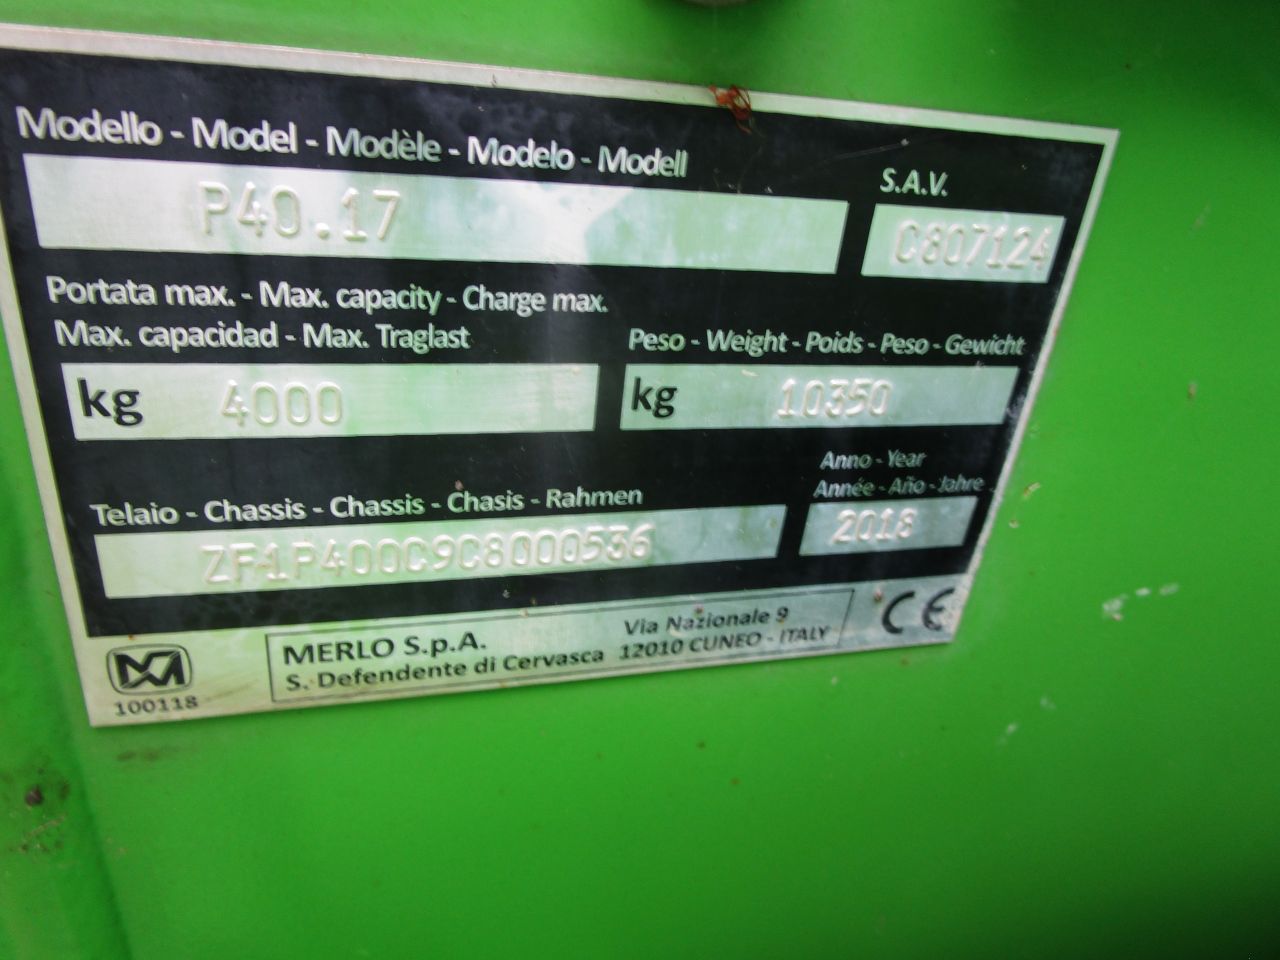 Modello - Model - Modèle - Modelo - Modell
P40.17
S.A.V.
C807124
Portata max. - Max. capacity - Charge max.
Max. capacidad - Max. Traglast
kg 4000
Peso - Weight - Poids - Peso - Gewicht
kg 10350
Telaio - Chassis - Chassis - Chasis - Rahmen
ZF1P400C9C8000536
Anno - Year
Année - Año - Jahre
2018
100118
MERLO S.p.A.
S. Defendente di Cervasca
Via Nazionale 9
12010 CUNEO - ITALY
CE